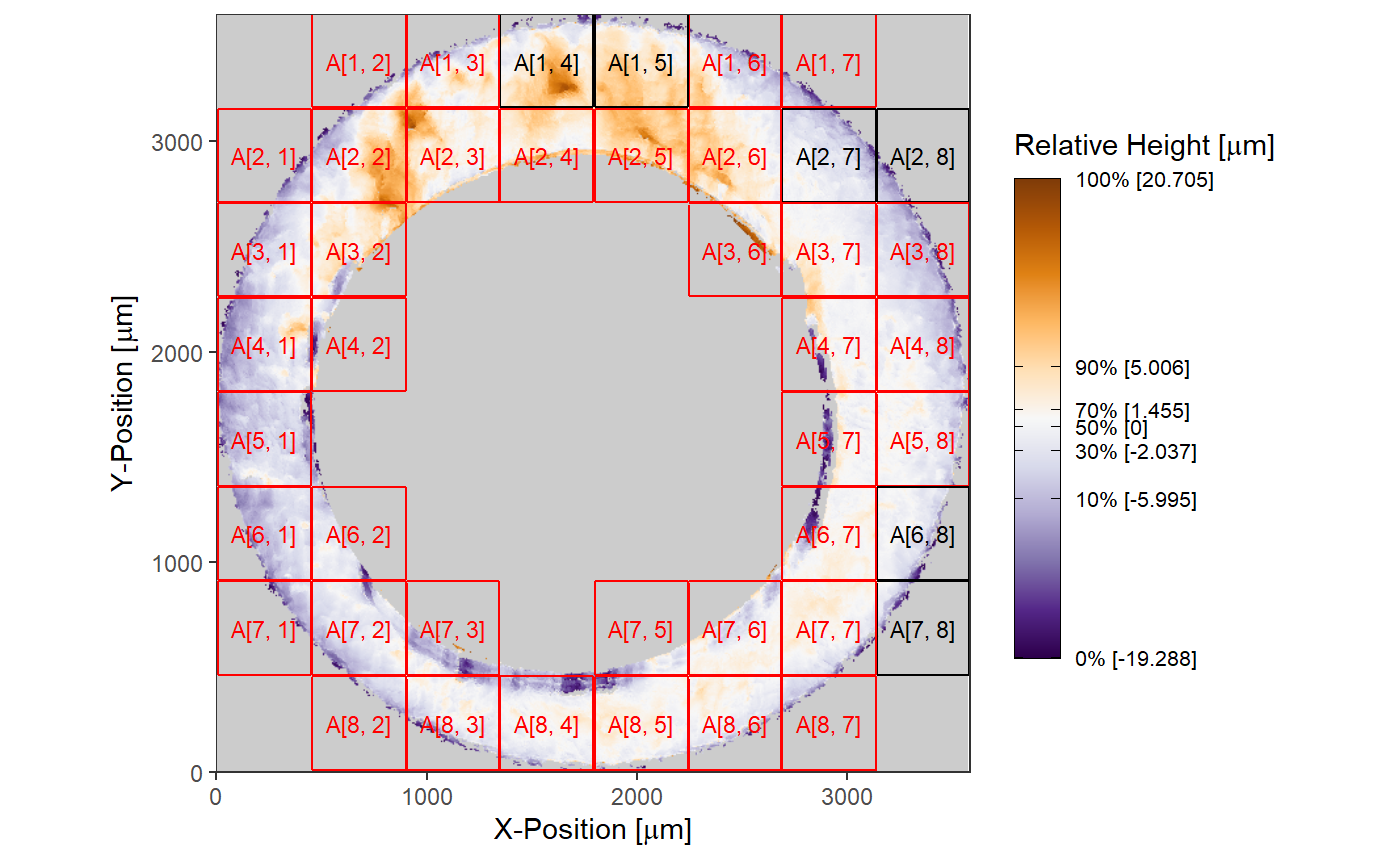 A[1, 2] A[1, 3] A[1, 4] A[1, 5] A[1, 6] A[1, 7]
A[2, 1] A[2, 2] A[2, 3] A[2, 4] A[2, 5] A[2, 6] A[2, 7] A[2, 8]
A[3, 1] A[3, 2] A[3, 6] A[3, 7] A[3, 8]
A[4, 1] A[4, 2] A[4, 7] A[4, 8]
A[5, 1] A[5, 7] A[5, 8]
A[6, 1] A[6, 2] A[6, 7] A[6, 8]
A[7, 1] A[7, 2] A[7, 3] A[7, 5] A[7, 6] A[7, 7] A[7, 8]
A[8, 2] A[8, 3] A[8, 4] A[8, 5] A[8, 6] A[8, 7]
3000
2000
1000
0
Y-Position [μm]
0 1000 2000 3000
X-Position [μm]
Relative Height [μm]
100% [20.705]
90% [5.006]
70% [1.455]
50% [0]
30% [-2.037]
10% [-5.995]
0% [-19.288]